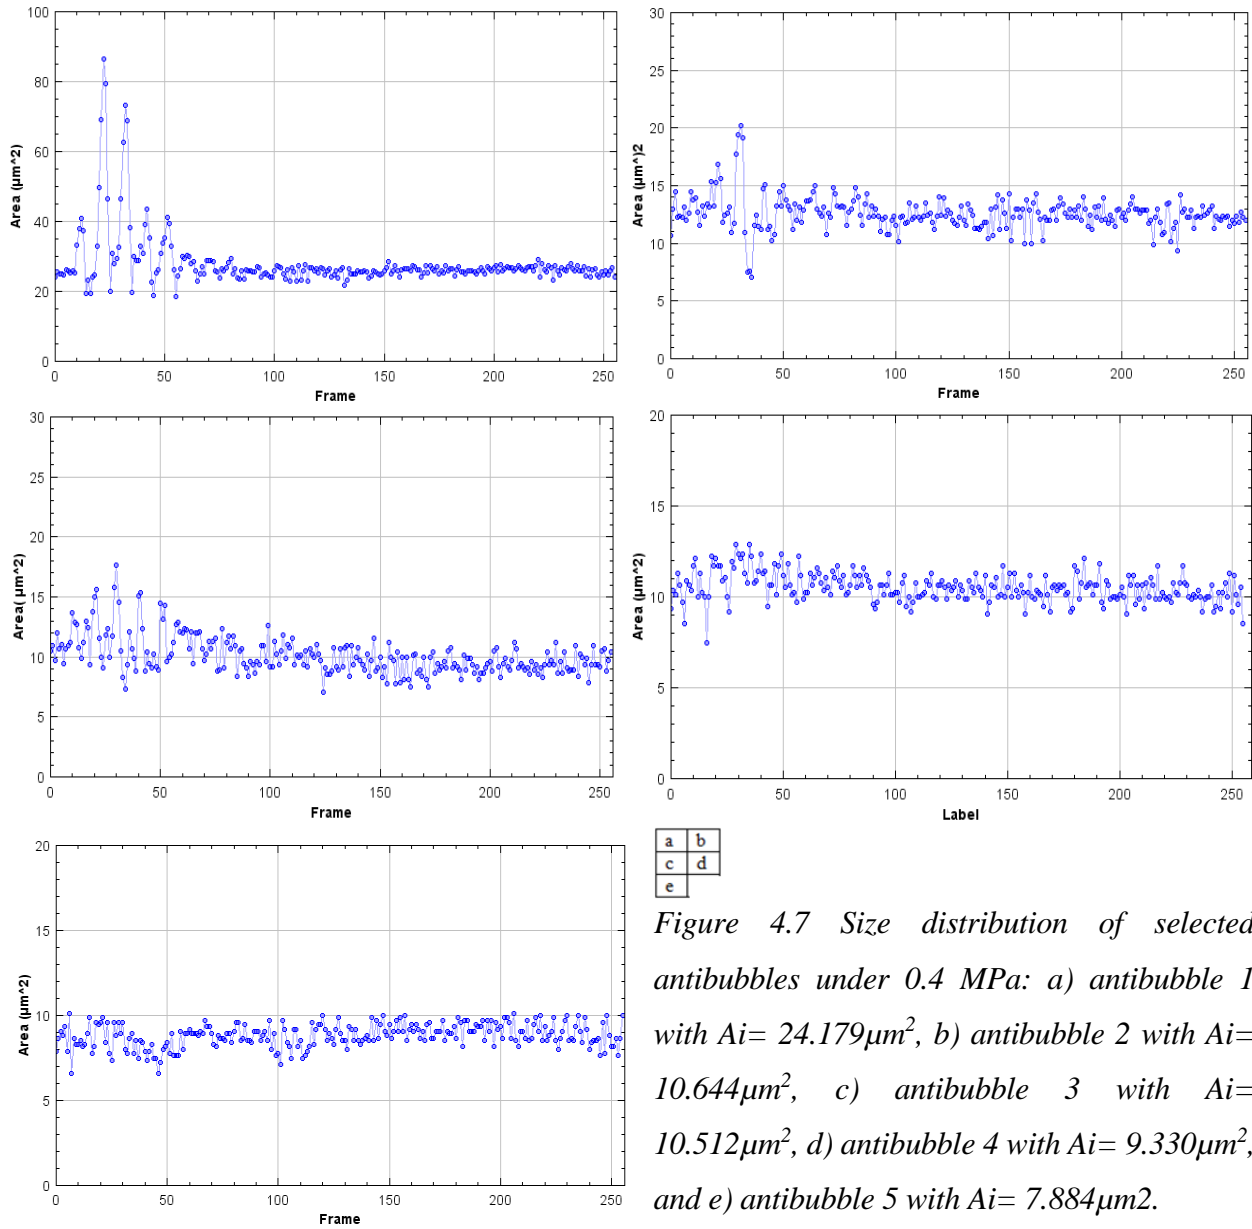 100
80
60
40
20
0
Area (µm^2)
0 50 100 150 200 250
Frame
30
25
20
15
10
5
0
Area (µm^)2
0 50 100 150 200 250
Frame
30
25
20
15
10
5
0
Area( µm^2)
0 50 100 150 200 250
Frame
20
15
10
5
0
Area (µm^2)
0 50 100 150 200 250
Label
20
15
10
5
0
Area (µm^2)
0 50 100 150 200 250
Frame
a b
c d
e
Figure 4.7 Size distribution of selected
antibubbles under 0.4 MPa: a) antibubble 1
with Ai= 24.179µm², b) antibubble 2 with Ai=
10.644µm², c) antibubble 3 with Ai=
10.512µm², d) antibubble 4 with Ai= 9.330µm²,
and e) antibubble 5 with Ai= 7.884µm2.